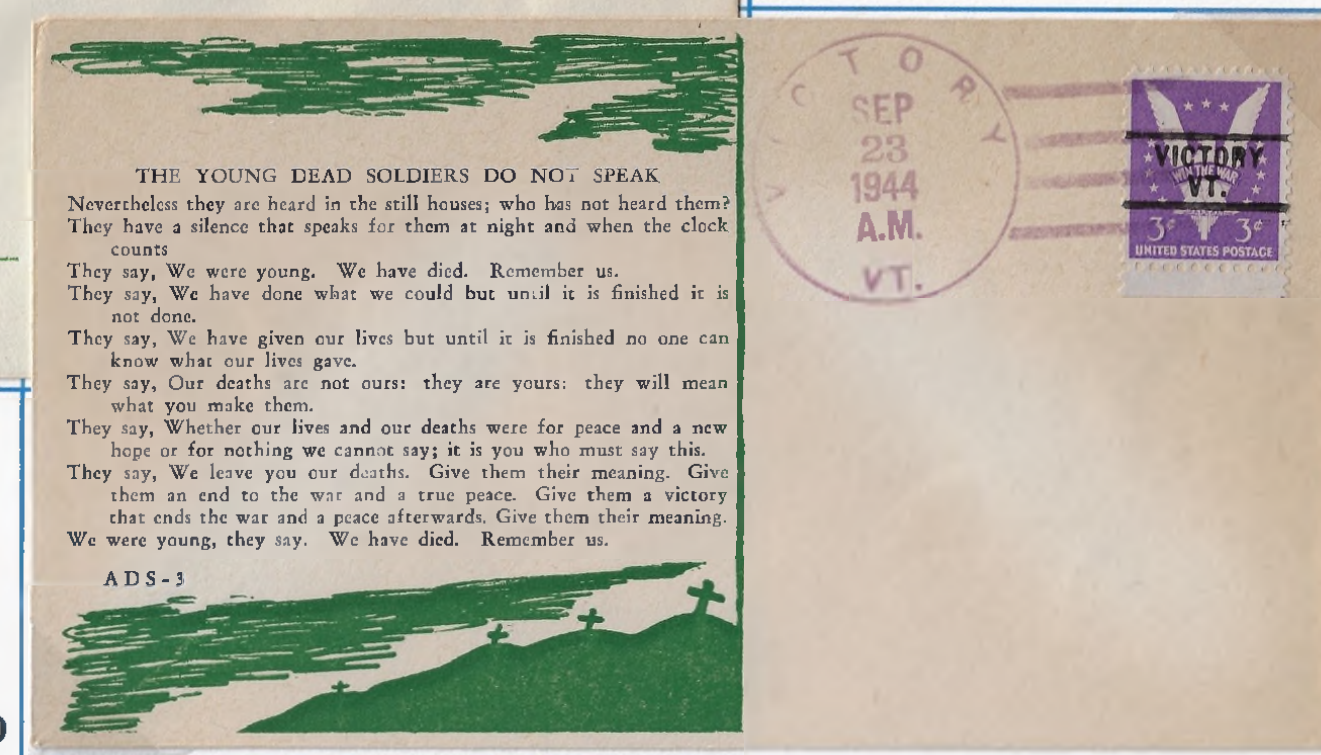 THE YOUNG DEAD SOLDIERS DO NOT SPEAK
Nevertheless they are heard in the still houses; who has not heard them?
They have a silence that speaks for them at night and when the clock
counts
They say, We were young. We have died. Remember us.
They say, We have done what we could but until it is finished it is
not done.
They say, We have given our lives but until it is finished no one can
know what our lives gave.
They say, Our deaths are not ours: they are yours: they will mean
what you make them.
They say, Whether our lives and our deaths were for peace and a new
hope or for nothing we cannot say; it is you who must say this.
They say, We leave you our deaths. Give them their meaning. Give
them an end to the war and a true peace. Give them a victory
that ends the war and a peace afterwards. Give them their meaning.
We were young, they say. We have died. Remember us.
ADS-3
VICTORY
SEP
23
1944
A.M.
VT.
VICTORY
WIN THE WAR
VT.
3¢ 3¢
UNITED STATES POSTAGE